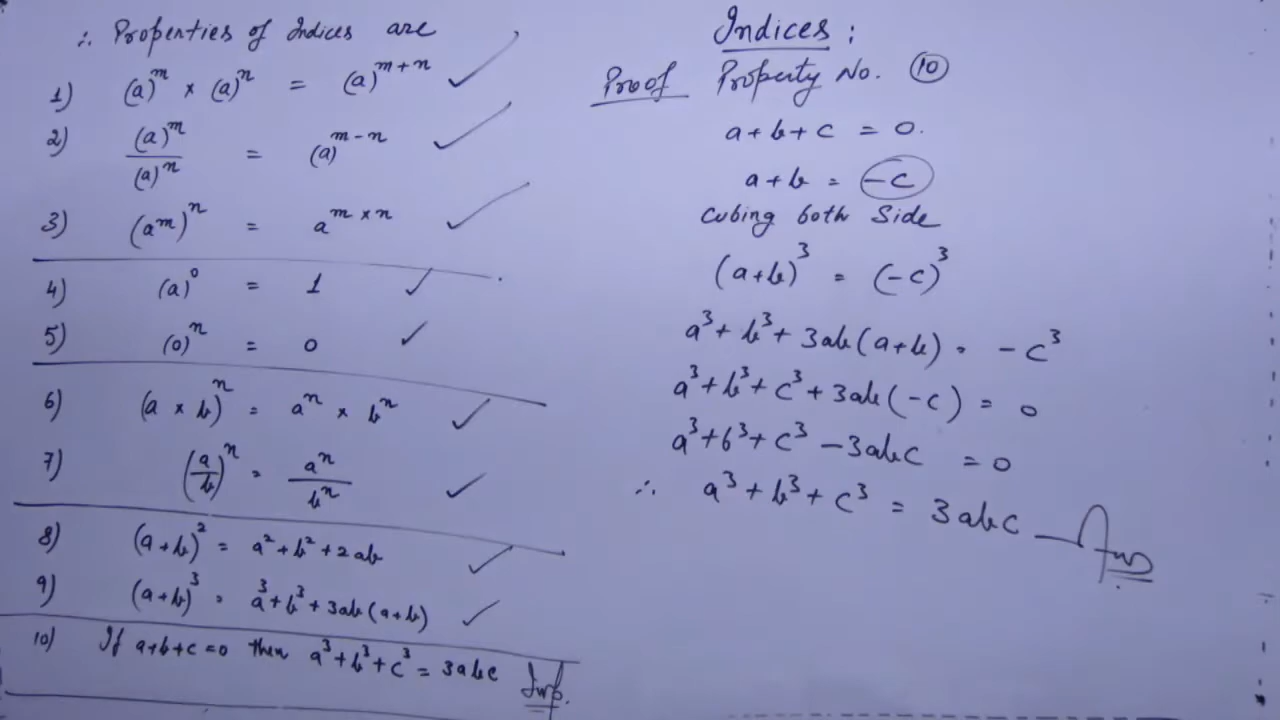 ∴ Properties of Indices are
1) (a)^m × (a)^n = (a)^{m+n}
2) (a)^m / (a)^n = (a)^{m-n}
3) (a^m)^n = a^{m×n}
4) (a)^0 = 1
5) (0)^n = 0
6) (a × b)^n = a^n × b^n
7) (a/b)^n = a^n / b^n
8) (a+b)^2 = a^2 + b^2 + 2ab
9) (a+b)^3 = a^3 + b^3 + 3ab(a+b)
10) If a+b+c=0 then a^3 + b^3 + c^3 = 3abc Imp.
Indices:
Proof Property No. 10
a+b+c = 0.
a+b = -c
Cubing both Side
(a+b)^3 = (-c)^3
a^3 + b^3 + 3ab(a+b) = -c^3
a^3 + b^3 + c^3 + 3ab(-c) = 0
a^3 + b^3 + c^3 - 3abc = 0
∴ a^3 + b^3 + c^3 = 3abc — Ans